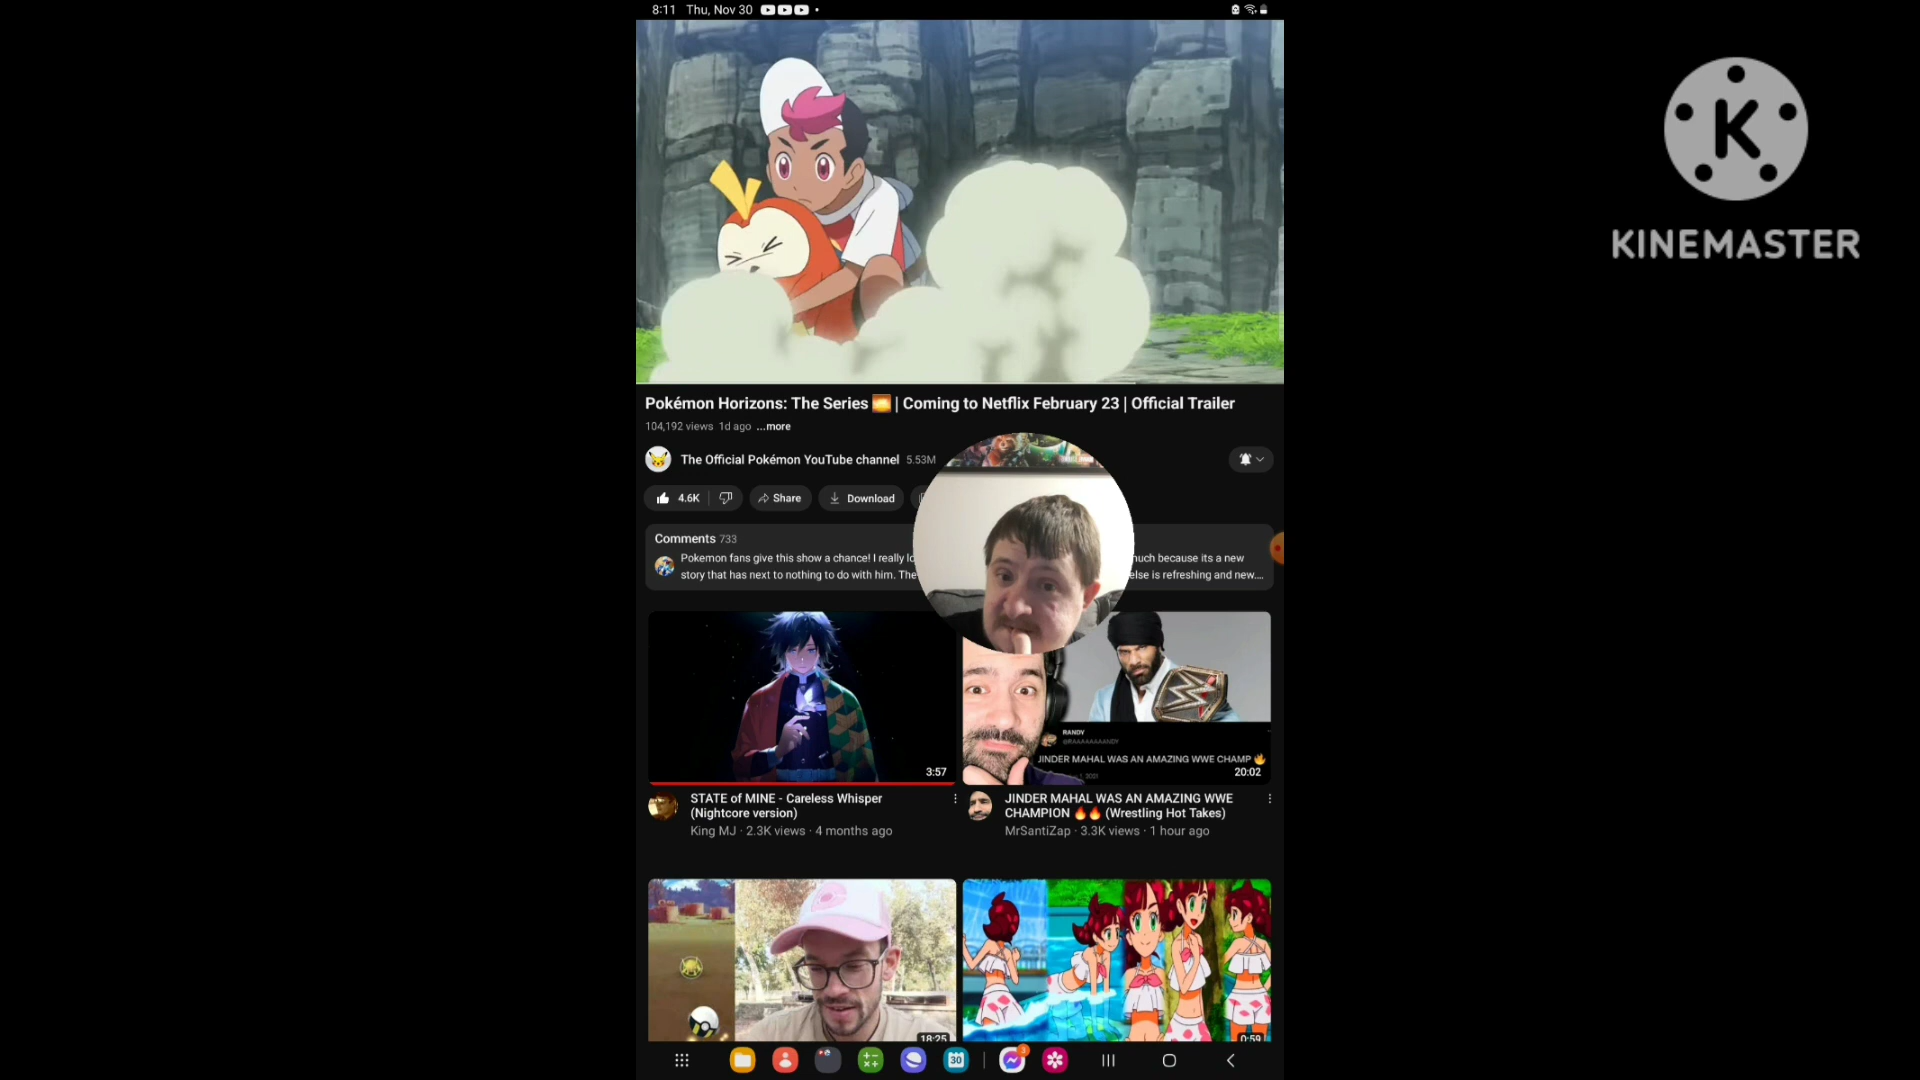 8:11 Thu, Nov 30
K
KINEMASTER
Pokémon Horizons: The Series 🌅 | Coming to Netflix February 23 | Official Trailer
104,192 views 1d ago ...more
The Official Pokémon YouTube channel 5.53M
4.6K Share Download
Comments 733
Pokemon fans give this show a chance! I really much because its a new
story that has next to nothing to do with him. The else is refreshing and new....
RANDY
JINDER MAHAL WAS AN AMAZING WWE CHAMP 🔥
3:57
20:02
STATE of MINE - Careless Whisper
(Nightcore version)
King MJ · 2.3K views · 4 months ago
JINDER MAHAL WAS AN AMAZING WWE
CHAMPION 🔥🔥 (Wrestling Hot Takes)
MrSantiZap · 3.3K views · 1 hour ago
18:25
0:59
30
3